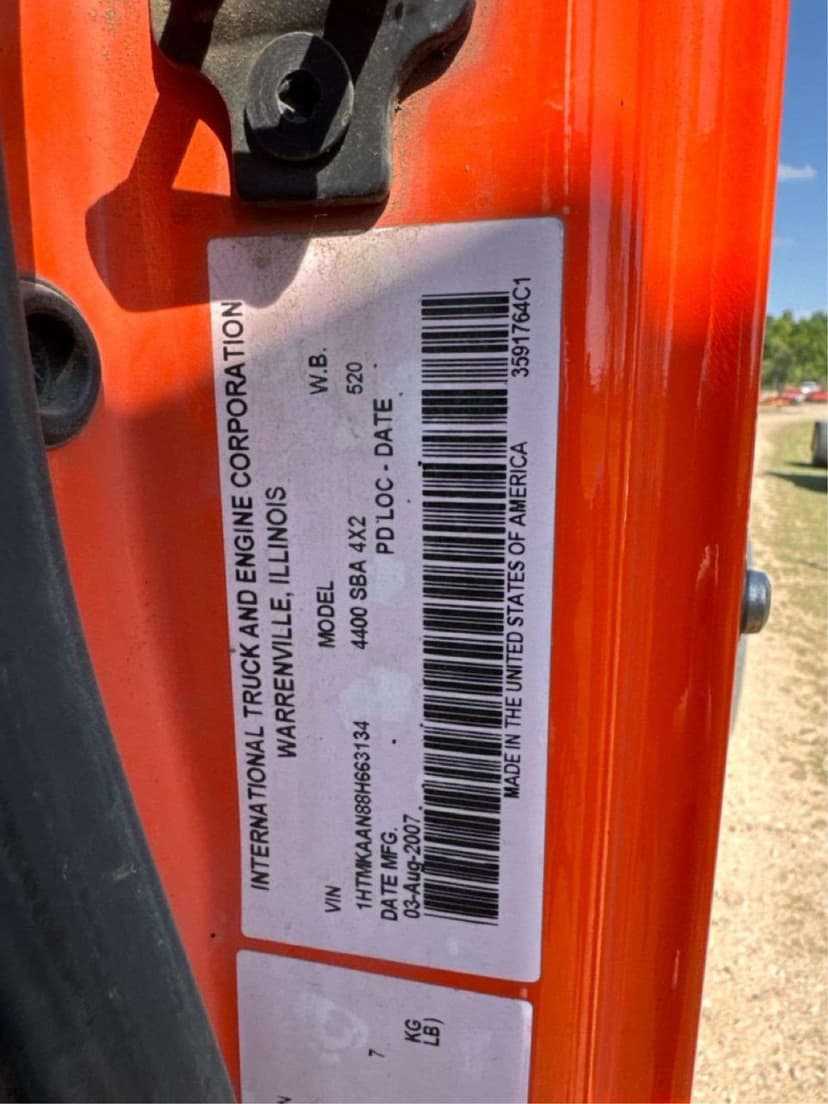 INTERNATIONAL TRUCK AND ENGINE CORPORATION
WARRENVILLE, ILLINOIS
VIN MODEL W.B.
1HTMKAAN88H663134 4400 SBA 4X2 520
DATE MFG. PD LOC - DATE
03-Aug-2007
MADE IN THE UNITED STATES OF AMERICA 3591764C1
7
KG
LB)